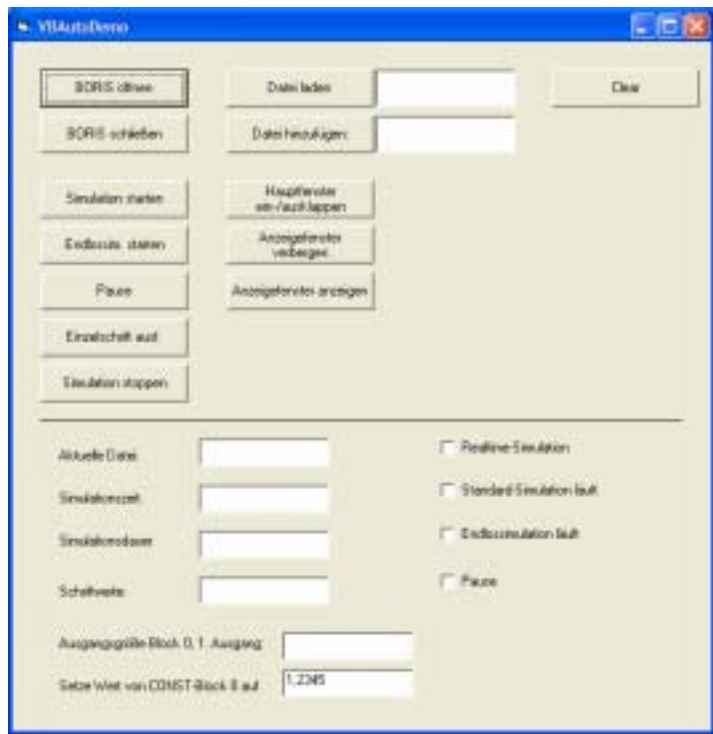 VBAutoDemo
BORIS öffnen
Datei laden
Clear
BORIS schließen
Datei hinzufügen
Simulation starten
Hauptfenster
ein-/ausklappen
Endlossim. starten
Anzeigefenster
verbergen
Pause
Anzeigefenster anzeigen
Einzelschritt ausf.
Simulation stoppen
Aktuelle Datei
Realtime-Simulation
Simulationszeit
Standard-Simulation läuft
Simulationsdauer
Endlossimulation läuft
Schrittweite
Pause
Ausgangsgröße Block 0, 1. Ausgang
Setze Wert von CONST-Block 8 auf
1,2345